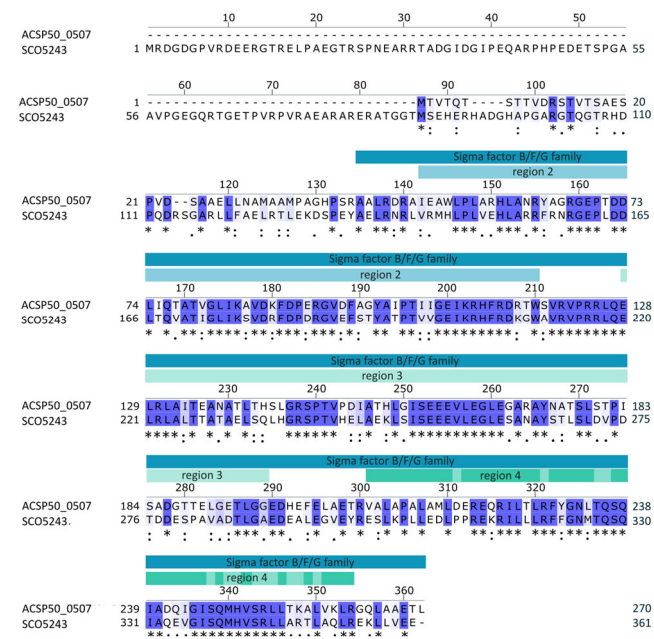 10 20 30 40 50
ACSP50_0507 -------------------------------------------------------
SCO5243 1 MRDGDGPVRDEERGTRELPAEGTRSPNEARRTADGIDGIPEQARPHPEDETSPGA 55
60 70 80 90 100
ACSP50_0507 1 -------------------------------MTVTQT----STTVDRSTVTSAES 20
SCO5243 56 AVPGEGQRTGETPVRPVRAEARARERATGGTMSEHERHADGHAPGARGTQGTRHD 110
Sigma factor B/F/G family
region 2
120 130 140 150 160
ACSP50_0507 21 PVD--SAAELLNAMAAMPAGHPSRAALRDRAIEAWLPLARHLANRYAGRGEPTDD 73
SCO5243 111 PQDRSGARLLFAELRTLEKDSPEYAELRNRLVRMHLPLVEHLARRFRNRGEPLDD 165
Sigma factor B/F/G family
region 2
170 180 190 200 210
ACSP50_0507 74 LIQTATVGLIKAVDKFDPERGVDFAGYAIPTIIGEIKRHFRDRTWSVRVPRRLQE 128
SCO5243 166 LTQVATIGLIKSVDRFDPDRGVEFSTYATPTVVGEIKRHFRDKGWAVRVPRRLQE 220
Sigma factor B/F/G family
region 3
230 240 250 260 270
ACSP50_0507 129 LRLAITEANATLTHSLGRSPTVPDIATHLGISEEEVLEGLEGARAYNATSLSTPI 183
SCO5243 221 LRLALTTATAELSQLHGRSPTVHELAEKLSISEEEVLEGLESANAYSTLSLDVPD 275
Sigma factor B/F/G family
region 3 region 4
280 290 300 310 320
ACSP50_0507 184 SADGTTELGETLGGEDHEFELAETRVALAPALAMLDEREQRILTLRFYGNLTQSQ 238
SCO5243. 276 TDDESPAVADTLGAEDEALEGVEYRESLKPLLEDLPPREKRILLLRFFGNMTQSQ 330
Sigma factor B/F/G family
region 4
340 350 360
ACSP50_0507 239 IADQIGISQMHVSRLLTKALVKLRGQLAAETL 270
SCO5243 331 IAQEVGISQMHVSRLLARTLAQLREKLLVEE- 361